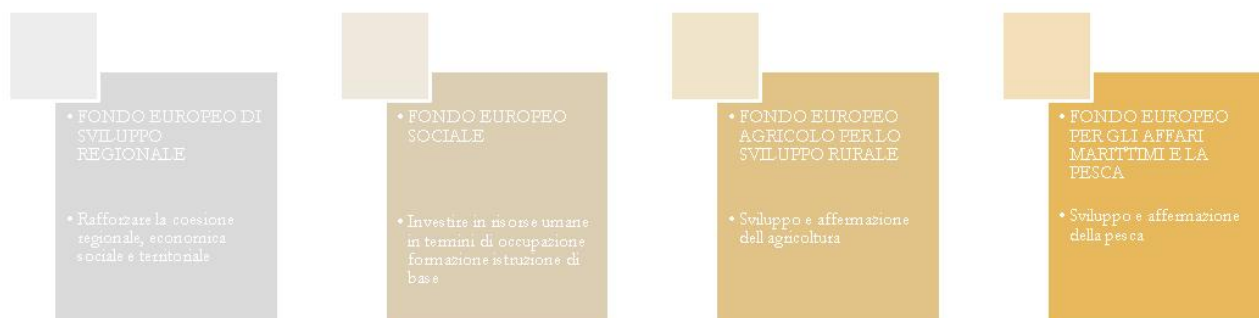 • FONDO EUROPEO DI
SVILUPPO
REGIONALE
• Rafforzare la coesione
regionale, economica
sociale e territoriale
• FONDO EUROPEO
SOCIALE
• Investire in risorse umane
in termini di occupazione
formazione istruzione di
base
• FONDO EUROPEO
AGRICOLO PER LO
SVILUPPO RURALE
• Sviluppo e affermazione
dell agricoltura
• FONDO EUROPEO
PER GLI AFFARI
MARITTIMI E LA
PESCA
• Sviluppo e affermazione
della pesca